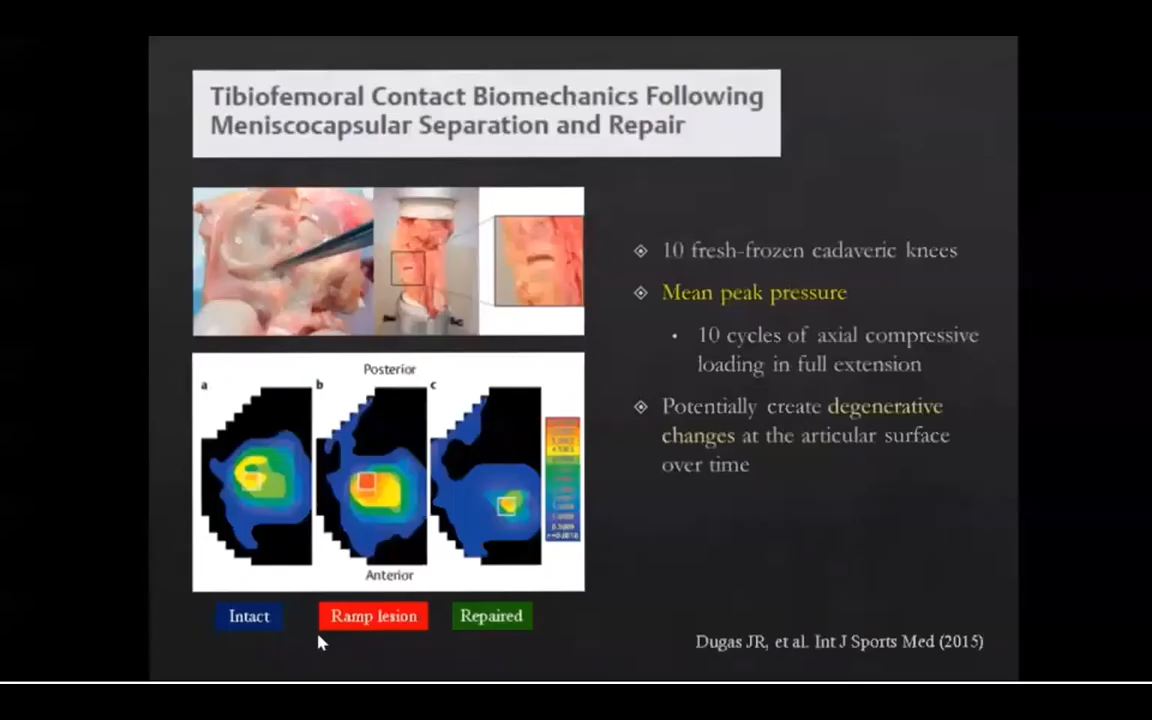 Tibiofemoral Contact Biomechanics Following
Meniscocapsular Separation and Repair
10 fresh-frozen cadaveric knees
Mean peak pressure
10 cycles of axial compressive
loading in full extension
Potentially create degenerative
changes at the articular surface
over time
Posterior
a b c
Anterior
Intact Ramp lesion Repaired
Dugas JR, et al. Int J Sports Med (2015)